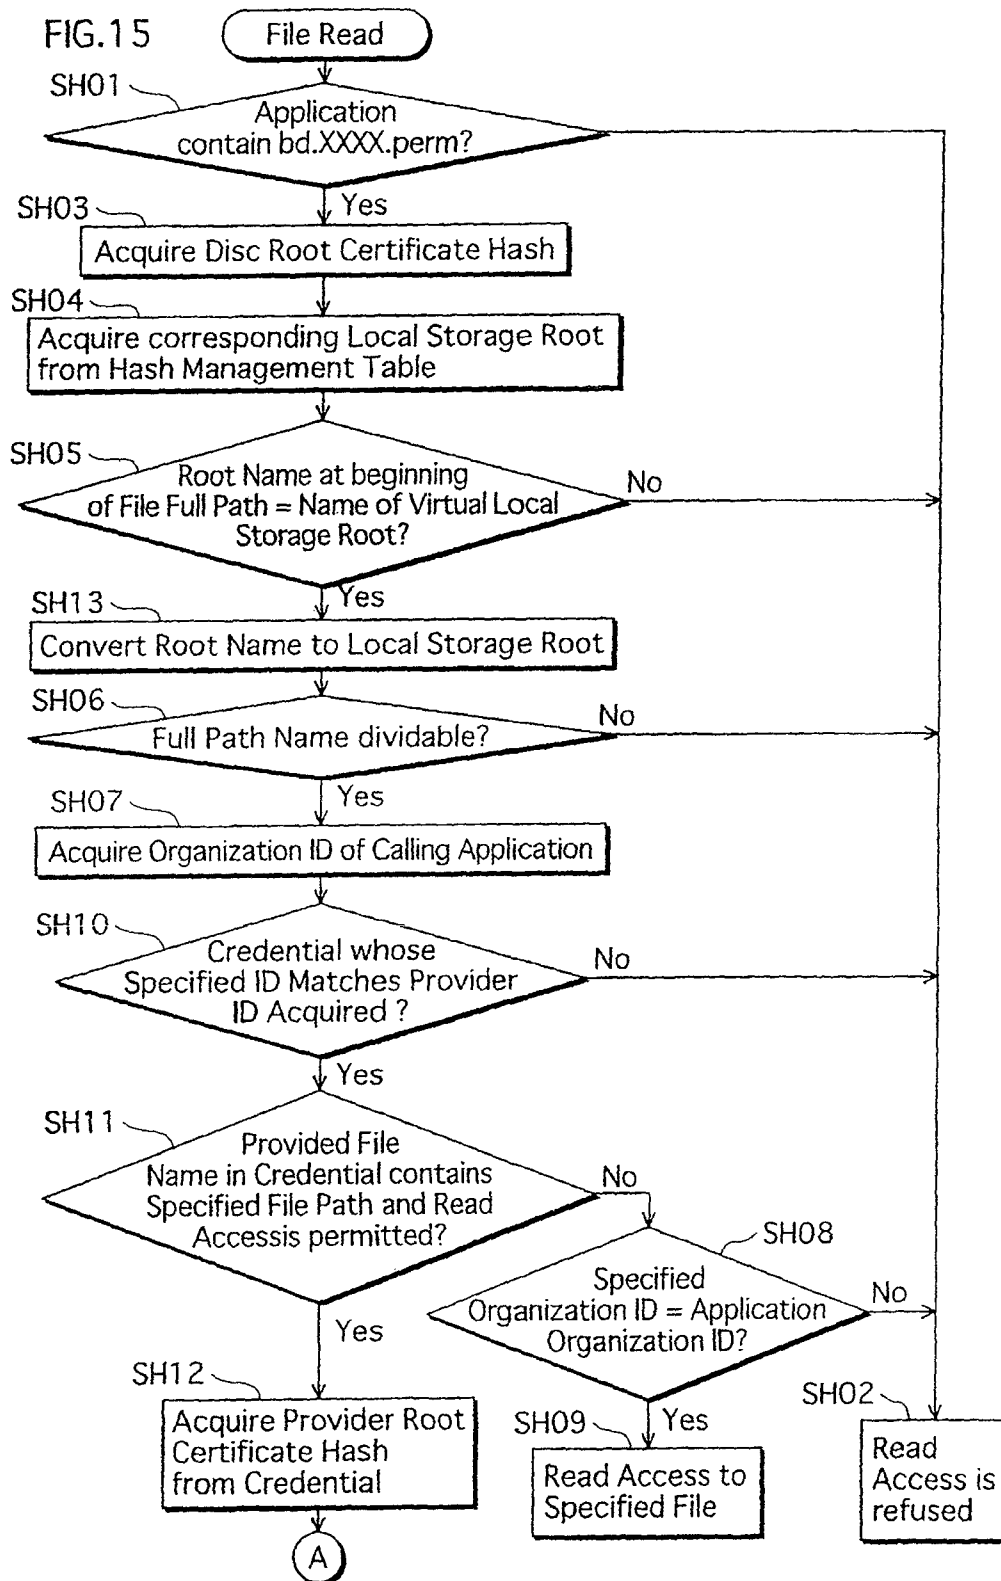 FIG.15
File Read
SH01
Application
contain bd.XXXX.perm?
Yes
SH03
Acquire Disc Root Certificate Hash
SH04
Acquire corresponding Local Storage Root
from Hash Management Table
SH05
Root Name at beginning
of File Full Path = Name of Virtual Local
Storage Root?
No
Yes
SH13
Convert Root Name to Local Storage Root
SH06
Full Path Name dividable?
No
Yes
SH07
Acquire Organization ID of Calling Application
SH10
Credential whose
Specified ID Matches Provider
ID Acquired ?
No
Yes
SH11
Provided File
Name in Credential contains
Specified File Path and Read
Accessis permitted?
No
Yes
SH08
Specified
Organization ID = Application
Organization ID?
No
Yes
SH12
Acquire Provider Root
Certificate Hash
from Credential
SH09
Read Access to
Specified File
SH02
Read
Access is
refused
A